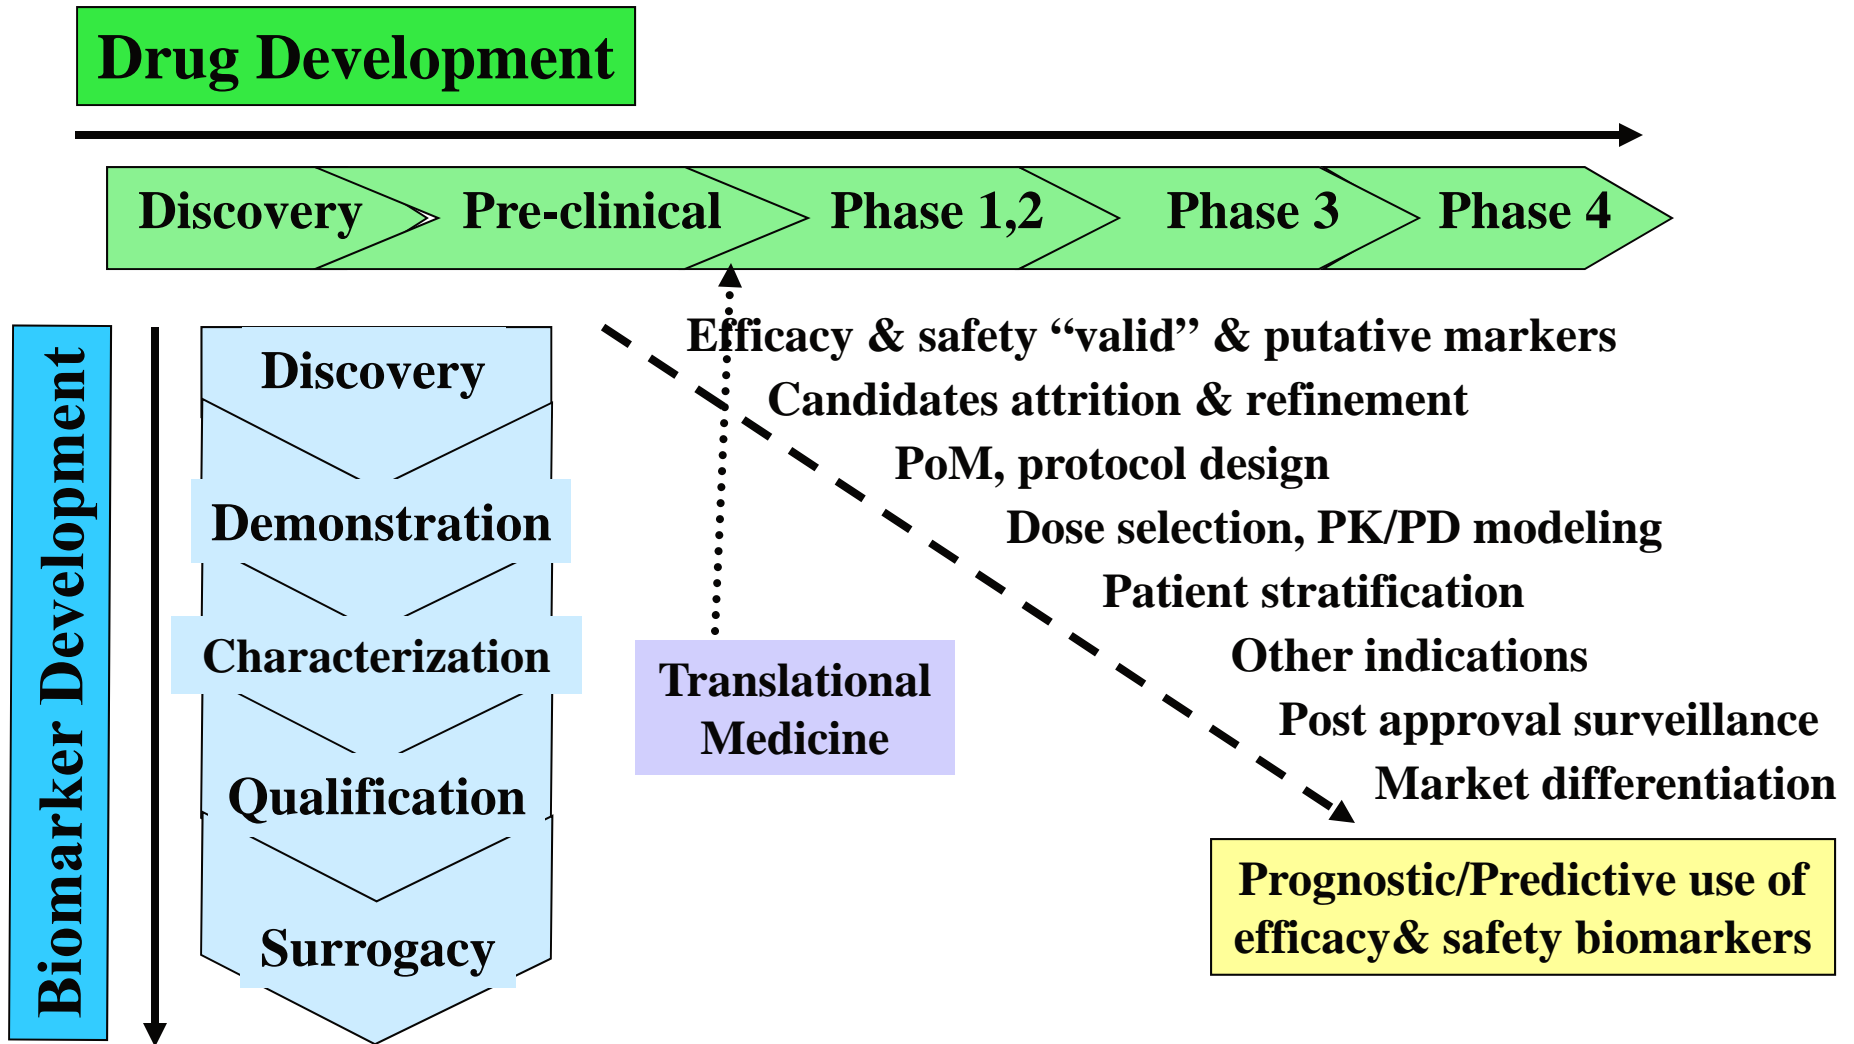 Drug Development
Discovery
Pre-clinical
Phase 1,2
Phase 3
Phase 4
Biomarker Development
Discovery
Demonstration
Characterization
Qualification
Surrogacy
Translational
Medicine
Efficacy & safety “valid” & putative markers
Candidates attrition & refinement
PoM, protocol design
Dose selection, PK/PD modeling
Patient stratification
Other indications
Post approval surveillance
Market differentiation
Prognostic/Predictive use of
efficacy& safety biomarkers